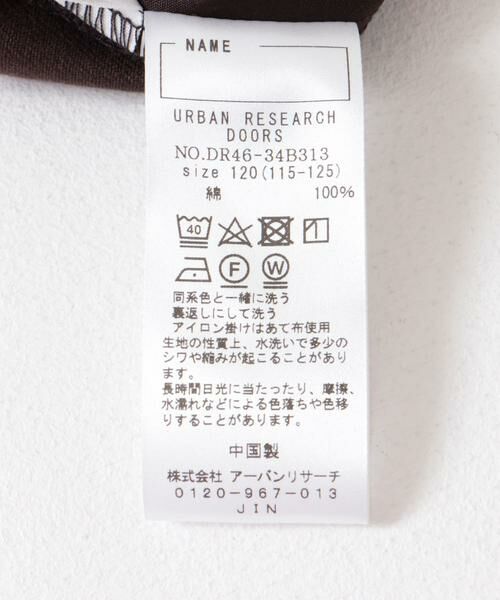 NAME
URBAN RESEARCH
DOORS
NO.DR46-34B313
size 120(115-125)
綿 100%
40
F W
同系色と一緒に洗う
裏返しにして洗う
アイロン掛けはあて布使用
生地の性質上、水洗いで多少の
シワや縮みが起こることがあり
ます。
長時間日光に当たったり、摩擦、
水濡れなどによる色落ちや色移
りすることがあります。
中国製
株式会社 アーバンリサーチ
0120-967-013
JIN